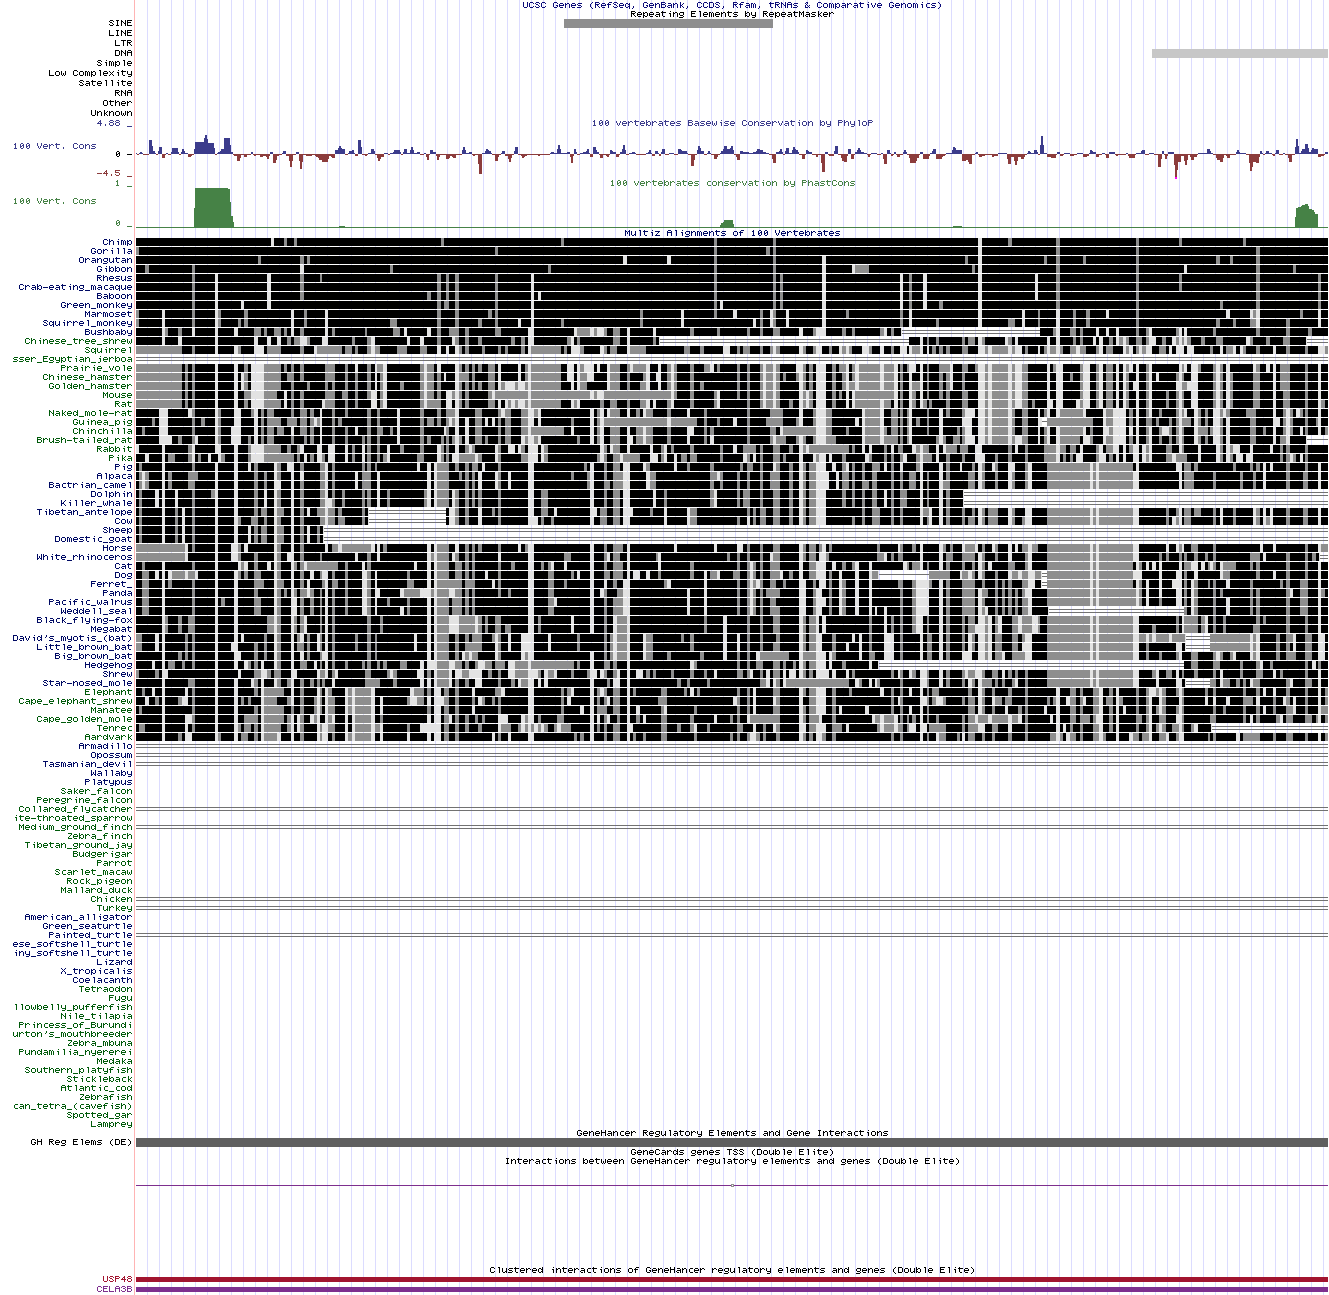 UCSC Genes (RefSeq, GenBank, CCDS, Rfam, tRNAs & Comparative Genomics)
Repeating Elements by RepeatMasker
SINE
LINE
LTR
DNA
Simple
Low Complexity
Satellite
RNA
Other
Unknown
4.88 _
100 vertebrates Basewise Conservation by PhyloP
100 Vert. Cons
0 _
-4.5 _
100 vertebrates conservation by PhastCons
1 _
100 Vert. Cons
0 _
Multiz Alignments of 100 Vertebrates
Chimp
Gorilla
Orangutan
Gibbon
Rhesus
Crab-eating_macaque
Baboon
Green_monkey
Marmoset
Squirrel_monkey
Bushbaby
Chinese_tree_shrew
Squirrel
sser_Egyptian_jerboa
Prairie_vole
Chinese_hamster
Golden_hamster
Mouse
Rat
Naked_mole-rat
Guinea_pig
Chinchilla
Brush-tailed_rat
Rabbit
Pika
Pig
Alpaca
Bactrian_camel
Dolphin
Killer_whale
Tibetan_antelope
Cow
Sheep
Domestic_goat
Horse
White_rhinoceros
Cat
Dog
Ferret_
Panda
Pacific_walrus
Weddell_seal
Black_flying-fox
Megabat
David's_myotis_(bat)
Little_brown_bat
Big_brown_bat
Hedgehog
Shrew
Star-nosed_mole
Elephant
Cape_elephant_shrew
Manatee
Cape_golden_mole
Tenrec
Aardvark
Armadillo
Opossum
Tasmanian_devil
Wallaby
Platypus
Saker_falcon
Peregrine_falcon
Collared_flycatcher
ite-throated_sparrow
Medium_ground_finch
Zebra_finch
Tibetan_ground_jay
Budgerigar
Parrot
Scarlet_macaw
Rock_pigeon
Mallard_duck
Chicken
Turkey
American_alligator
Green_seaturtle
Painted_turtle
ese_softshell_turtle
iny_softshell_turtle
Lizard
X_tropicalis
Coelacanth
Tetraodon
Fugu
llowbelly_pufferfish
Nile_tilapia
Princess_of_Burundi
urton's_mouthbreeder
Zebra_mbuna
Pundamilia_nyererei
Medaka
Southern_platyfish
Stickleback
Atlantic_cod
Zebrafish
can_tetra_(cavefish)
Spotted_gar
Lamprey
GeneHancer Regulatory Elements and Gene Interactions
GH Reg Elems (DE)
GeneCards genes TSS (Double Elite)
Interactions between GeneHancer regulatory elements and genes (Double Elite)
Clustered interactions of GeneHancer regulatory elements and genes (Double Elite)
USP48
CELA3B